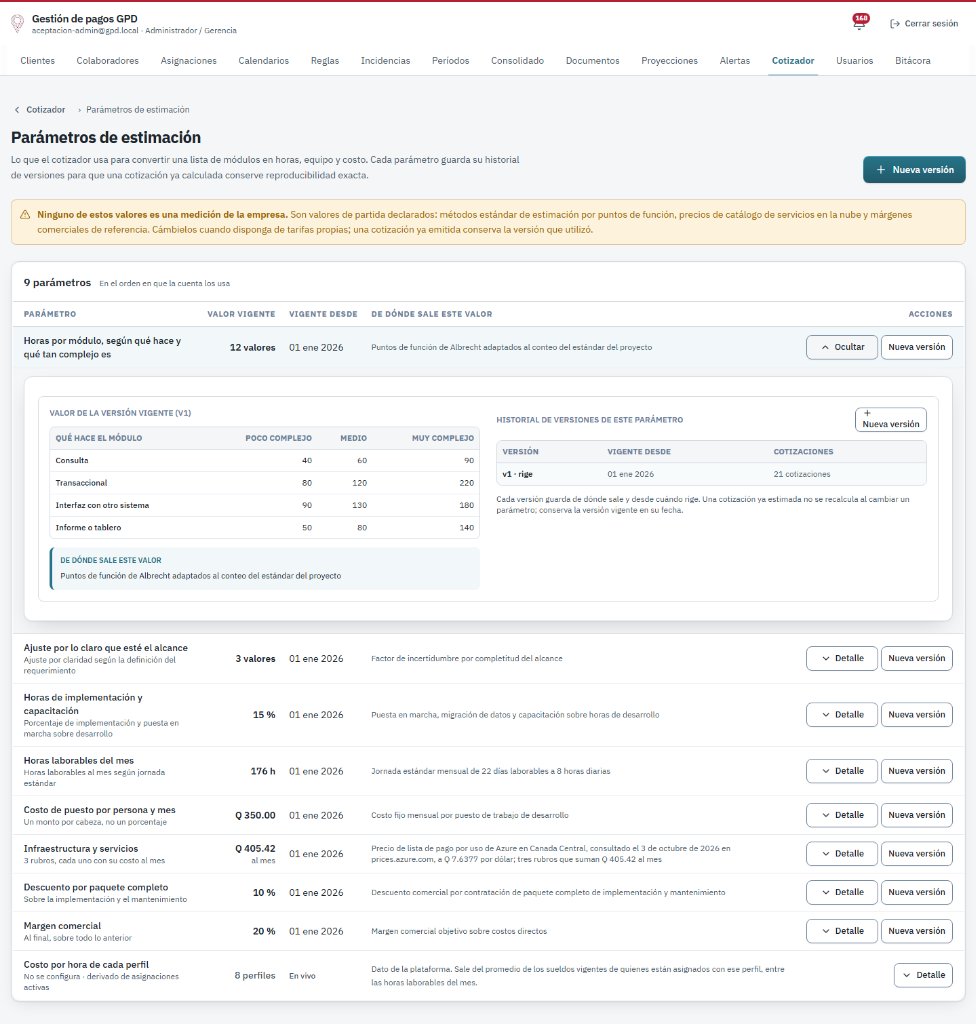 Gestión de pagos GPD
aceptacion-admin@gpd.local · Administrador / Gerencia
168
Cerrar sesión
Clientes Colaboradores Asignaciones Calendarios Reglas Incidencias Periodos Consolidado Documentos Proyecciones Alertas Cotizador Usuarios Bitácora
Cotizador › Parámetros de estimación
Parámetros de estimación
Lo que el cotizador usa para convertir una lista de módulos en horas, equipo y costo. Cada parámetro guarda su historial
de versiones para que una cotización ya calculada conserve reproducibilidad exacta.
+ Nueva versión
Ninguno de estos valores es una medición de la empresa. Son valores de partida declarados: métodos estándar de estimación por puntos de función, precios de catálogo de servicios en la nube y márgenes
comerciales de referencia. Cámbielos cuando disponga de tarifas propias; una cotización ya emitida conserva la versión que utilizó.
9 parámetros En el orden en que la cuenta los usa
PARÁMETRO VALOR VIGENTE VIGENTE DESDE DE DÓNDE SALE ESTE VALOR ACCIONES
Horas por módulo, según qué hace y
qué tan complejo es
12 valores 01 ene 2026 Puntos de función de Albrecht adaptados al conteo del estándar del proyecto Ocultar Nueva versión
VALOR DE LA VERSIÓN VIGENTE (V1)
QUÉ HACE EL MÓDULO POCO COMPLEJO MEDIO MUY COMPLEJO
Consulta 40 60 90
Transaccional 80 120 220
Interfaz con otro sistema 90 130 180
Informe o tablero 50 80 140
DE DÓNDE SALE ESTE VALOR
Puntos de función de Albrecht adaptados al conteo del estándar del proyecto
HISTORIAL DE VERSIONES DE ESTE PARÁMETRO
+
Nueva versión
VERSIÓN VIGENTE DESDE COTIZACIONES
v1 · rige 01 ene 2026 21 cotizaciones
Cada versión guarda de dónde sale y desde cuándo rige. Una cotización ya estimada no se recalcula al cambiar un
parámetro; conserva la versión vigente en su fecha.
Ajuste por lo claro que esté el alcance
Ajuste por claridad según la definición del
requerimiento
3 valores 01 ene 2026 Factor de incertidumbre por completitud del alcance Detalle Nueva versión
Horas de implementación y
capacitación
Porcentaje de implementación y puesta en
marcha sobre desarrollo
15 % 01 ene 2026 Puesta en marcha, migración de datos y capacitación sobre horas de desarrollo Detalle Nueva versión
Horas laborables del mes
Horas laborables al mes según jornada
estándar
176 h 01 ene 2026 Jornada estándar mensual de 22 días laborables a 8 horas diarias Detalle Nueva versión
Costo de puesto por persona y mes
Un monto por cabeza, no un porcentaje
Q 350.00 01 ene 2026 Costo fijo mensual por puesto de trabajo de desarrollo Detalle Nueva versión
Infraestructura y servicios
3 rubros, cada uno con su costo al mes
Q 405.42
al mes
01 ene 2026
Precio de lista de pago por uso de Azure en Canada Central, consultado el 3 de octubre de 2026 en
prices.azure.com, a Q 7.6377 por dólar; tres rubros que suman Q 405.42 al mes
Detalle Nueva versión
Descuento por paquete completo
Sobre la implementación y el mantenimiento
10 % 01 ene 2026 Descuento comercial por contratación de paquete completo de implementación y mantenimiento Detalle Nueva versión
Margen comercial
Al final, sobre todo lo anterior
20 % 01 ene 2026 Margen comercial objetivo sobre costos directos Detalle Nueva versión
Costo por hora de cada perfil
No se configura · derivado de asignaciones
activas
8 perfiles En vivo
Dato de la plataforma. Sale del promedio de los sueldos vigentes de quienes están asignados con ese perfil, entre
las horas laborables del mes.
Detalle